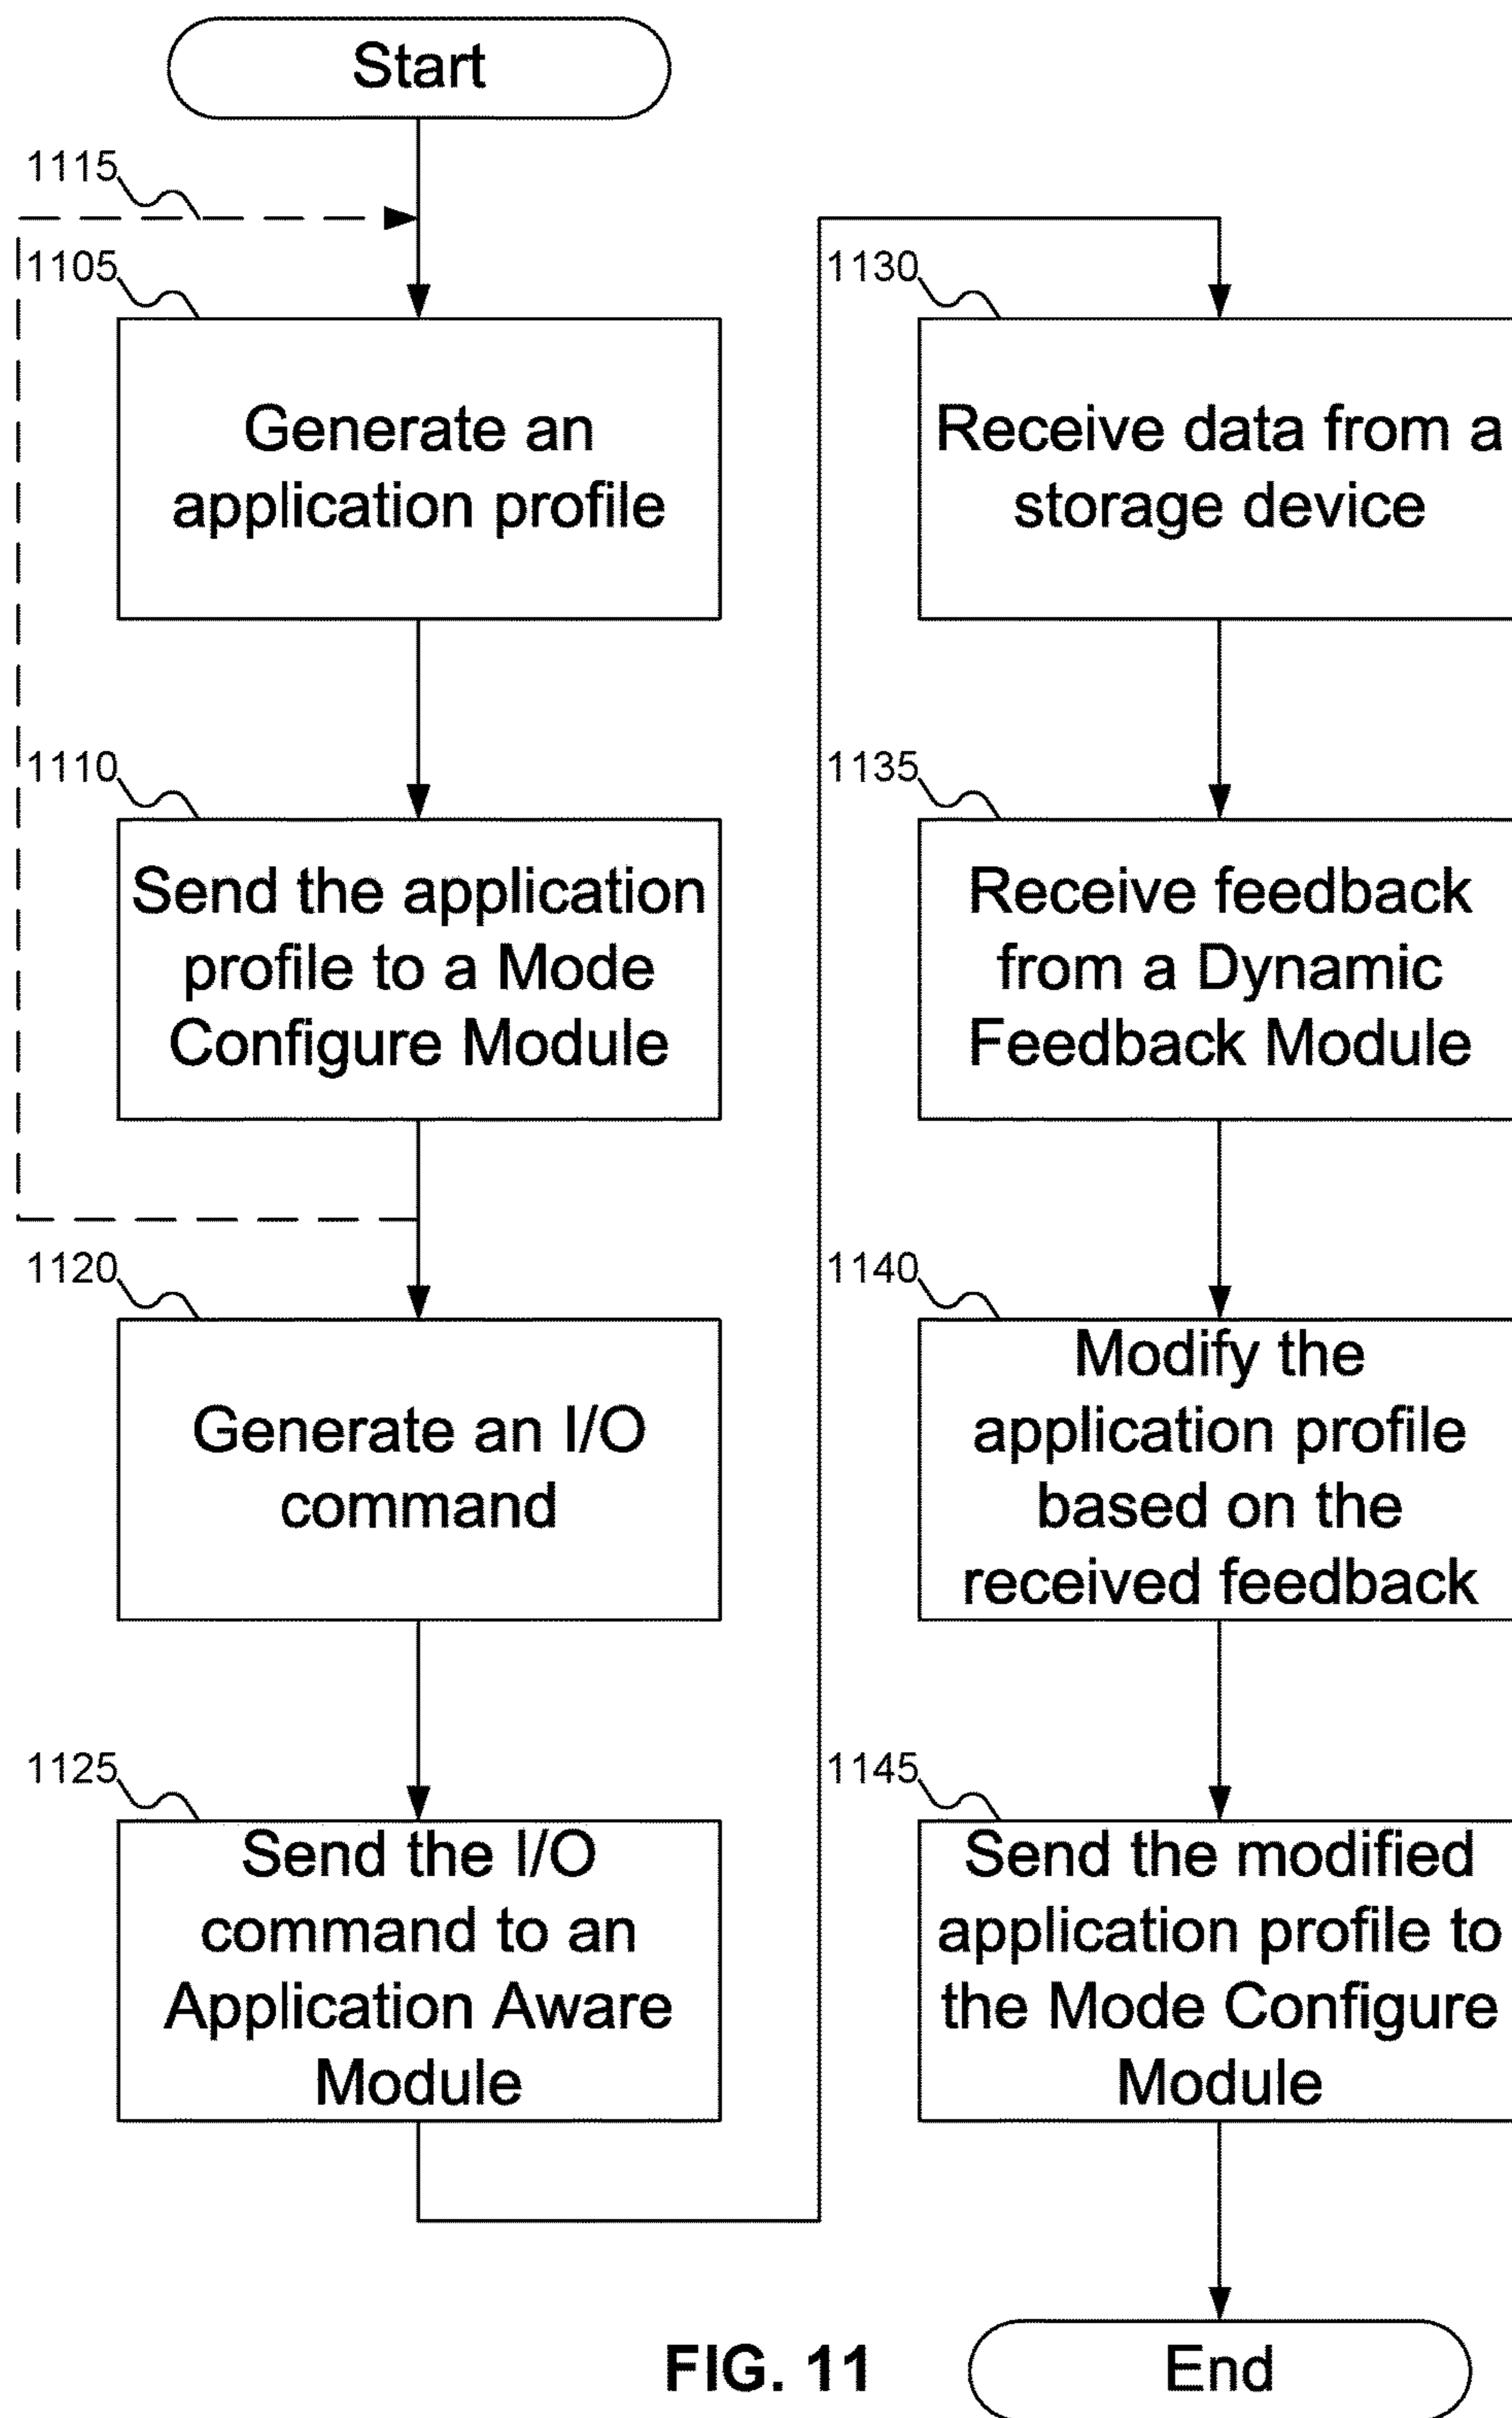 Start
1115
1105
Generate an
application profile
1110
Send the application
profile to a Mode
Configure Module
1120
Generate an I/O
command
1125
Send the I/O
command to an
Application Aware
Module
1130
Receive data from a
storage device
1135
Receive feedback
from a Dynamic
Feedback Module
1140
Modify the
application profile
based on the
received feedback
1145
Send the modified
application profile to
the Mode Configure
Module
End
FIG. 11